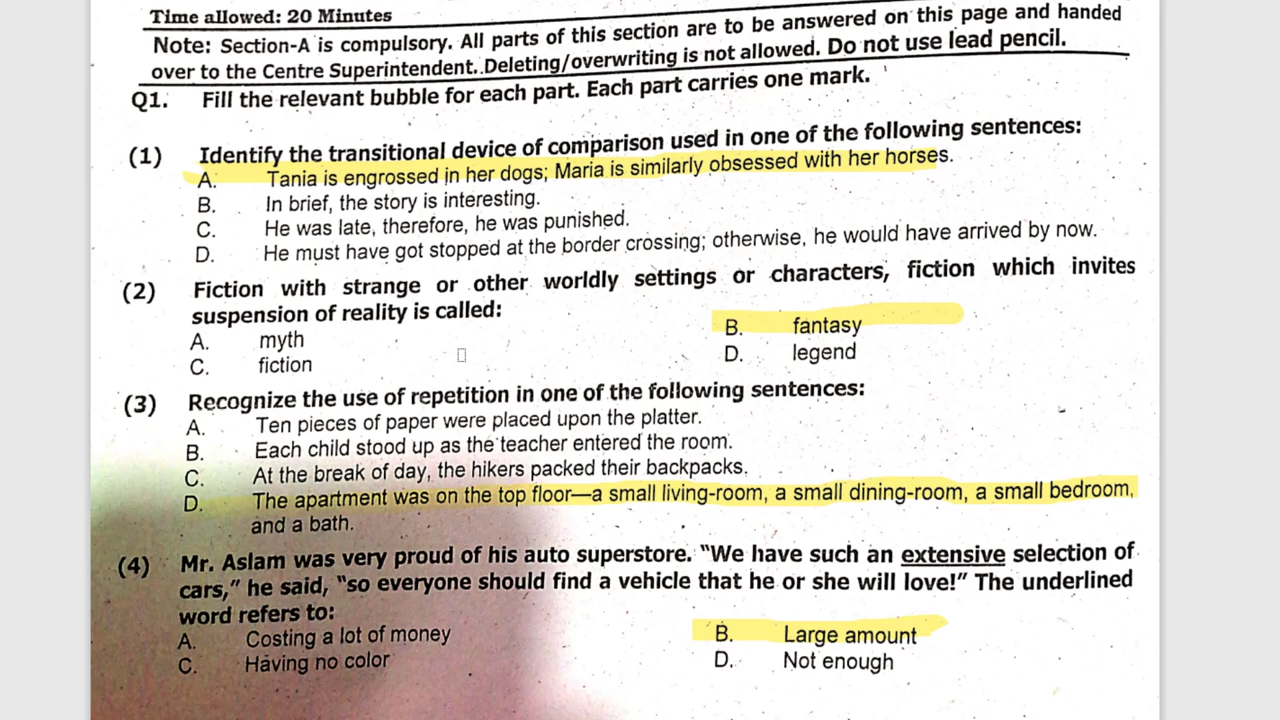 Time allowed: 20 Minutes
Note: Section-A is compulsory. All parts of this section are to be answered on this page and handed
over to the Centre Superintendent. Deleting/overwriting is not allowed. Do not use lead pencil.
Q1. Fill the relevant bubble for each part. Each part carries one mark.
(1) Identify the transitional device of comparison used in one of the following sentences:
A. Tania is engrossed in her dogs; Maria is similarly obsessed with her horses.
B. In brief, the story is interesting.
C. He was late, therefore, he was punished.
D. He must have got stopped at the border crossing; otherwise, he would have arrived by now.
(2) Fiction with strange or other worldly settings or characters, fiction which invites
suspension of reality is called:
A. myth B. fantasy
C. fiction D. legend
(3) Recognize the use of repetition in one of the following sentences:
A. Ten pieces of paper were placed upon the platter.
B. Each child stood up as the teacher entered the room.
C. At the break of day, the hikers packed their backpacks.
D. The apartment was on the top floor—a small living-room, a small dining-room, a small bedroom,
and a bath.
(4) Mr. Aslam was very proud of his auto superstore. "We have such an extensive selection of
cars," he said, "so everyone should find a vehicle that he or she will love!" The underlined
word refers to:
A. Costing a lot of money B. Large amount
C. Having no color D. Not enough